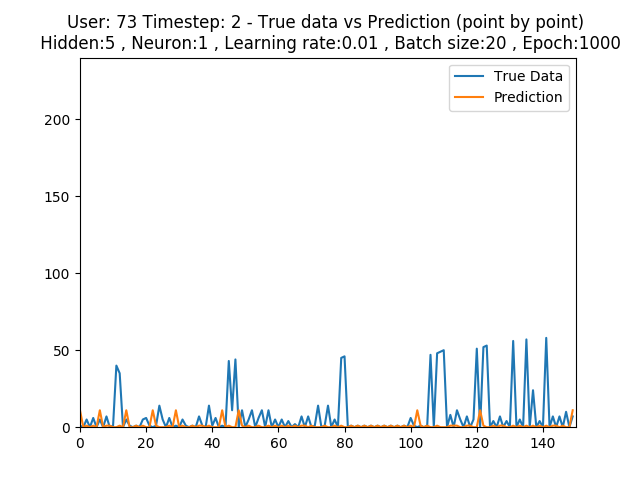 User: 73 Timestep: 2 - True data vs Prediction (point by point)
Hidden:5 , Neuron:1 , Learning rate:0.01 , Batch size:20 , Epoch:1000
True Data
Prediction
200
150
100
50
0
0 20 40 60 80 100 120 140